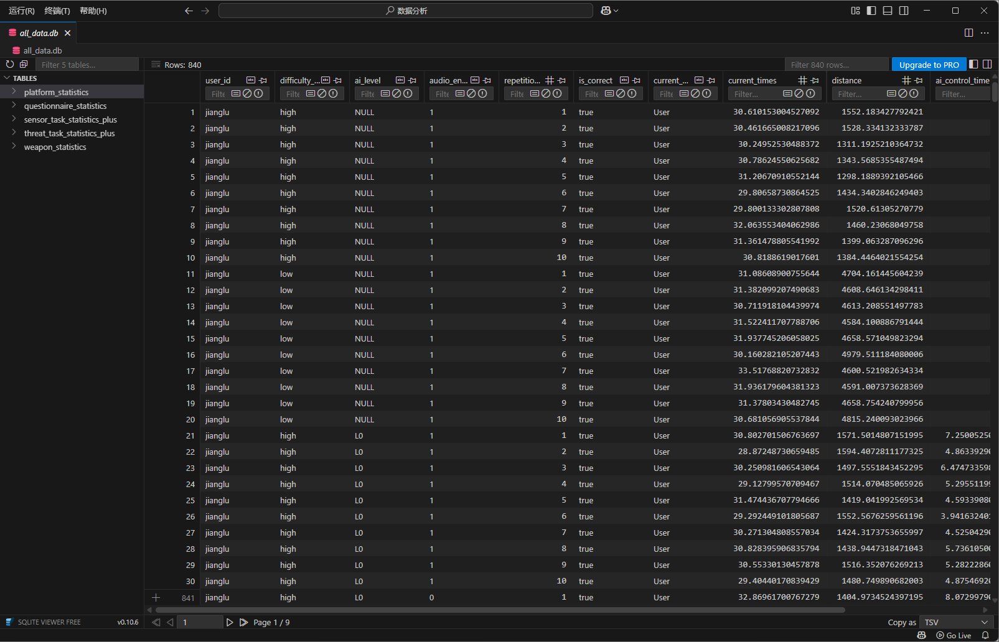 运行(R) 终端(T) 帮助(H) 数据分析
all_data.db
all_data.db
Filter 5 tables... Rows: 840 Filter 840 rows... Upgrade to PRO
TABLES
platform_statistics
questionnaire_statistics
sensor_task_statistics_plus
threat_task_statistics_plus
weapon_statistics
user_id difficulty_... ai_level audio_en... repetitio... is_correct current_... current_times distance ai_control_time
Filte Filte Filte Filte Filte Filte Filte Filter... Filter... Filter...
1 jianglu high NULL 1 1 true User 30.610153004527092 1552.183427792421
2 jianglu high NULL 1 2 true User 30.461665008217096 1528.334132333787
3 jianglu high NULL 1 3 true User 30.24952530488372 1311.1925210364732
4 jianglu high NULL 1 4 true User 30.78624550625682 1343.5685355487494
5 jianglu high NULL 1 5 true User 31.20670910552144 1298.1889392105466
6 jianglu high NULL 1 6 true User 29.80658730864525 1434.3402846249403
7 jianglu high NULL 1 7 true User 29.800133302807808 1520.61305270779
8 jianglu high NULL 1 8 true User 32.063553404062986 1460.23068049758
9 jianglu high NULL 1 9 true User 31.361478805541992 1399.063287096296
10 jianglu high NULL 1 10 true User 30.8188619017601 1384.4464021554254
11 jianglu low NULL 1 1 true User 31.08608900755644 4704.161445604239
12 jianglu low NULL 1 2 true User 31.382099207490683 4608.646134298411
13 jianglu low NULL 1 3 true User 30.711918104439974 4613.208551497783
14 jianglu low NULL 1 4 true User 31.522411707788706 4584.100886791444
15 jianglu low NULL 1 5 true User 31.937745206058025 4658.571049823294
16 jianglu low NULL 1 6 true User 30.160282105207443 4979.511184080006
17 jianglu low NULL 1 7 true User 33.51768820732832 4600.521982634334
18 jianglu low NULL 1 8 true User 31.936179604381323 4591.007373628369
19 jianglu low NULL 1 9 true User 31.37803430482745 4658.754240799956
20 jianglu low NULL 1 10 true User 30.681056905537844 4815.240093023966
21 jianglu high L0 1 1 true User 30.802701506763697 1571.5014807151995 7.2500525
22 jianglu high L0 1 2 true User 28.87248730659485 1594.4072811177325 4.8633929
23 jianglu high L0 1 3 true User 30.250981606543064 1497.5551843452295 6.47473359
24 jianglu high L0 1 4 true User 29.12799570709467 1514.070485065926 5.2955119
25 jianglu high L0 1 5 true User 31.474436707794666 1419.041992569534 4.5933908
26 jianglu high L0 1 6 true User 29.292449101805687 1552.5676259561196 3.94163240
27 jianglu high L0 1 7 true User 30.271304808557034 1424.3173753655997 4.5250429
28 jianglu high L0 1 8 true User 30.828395906835794 1438.9447318471043 5.7361050
29 jianglu high L0 1 9 true User 30.55330130457878 1516.352076269213 5.2822286
30 jianglu high L0 1 10 true User 29.40440170839429 1480.749890682003 4.8754692
841 jianglu high L0 0 1 true User 32.86961700767279 1404.9734524397195 8.0729979
SQLITE VIEWER FREE v0.10.6 1 Page 1 / 9 Copy as TSV
Go Live